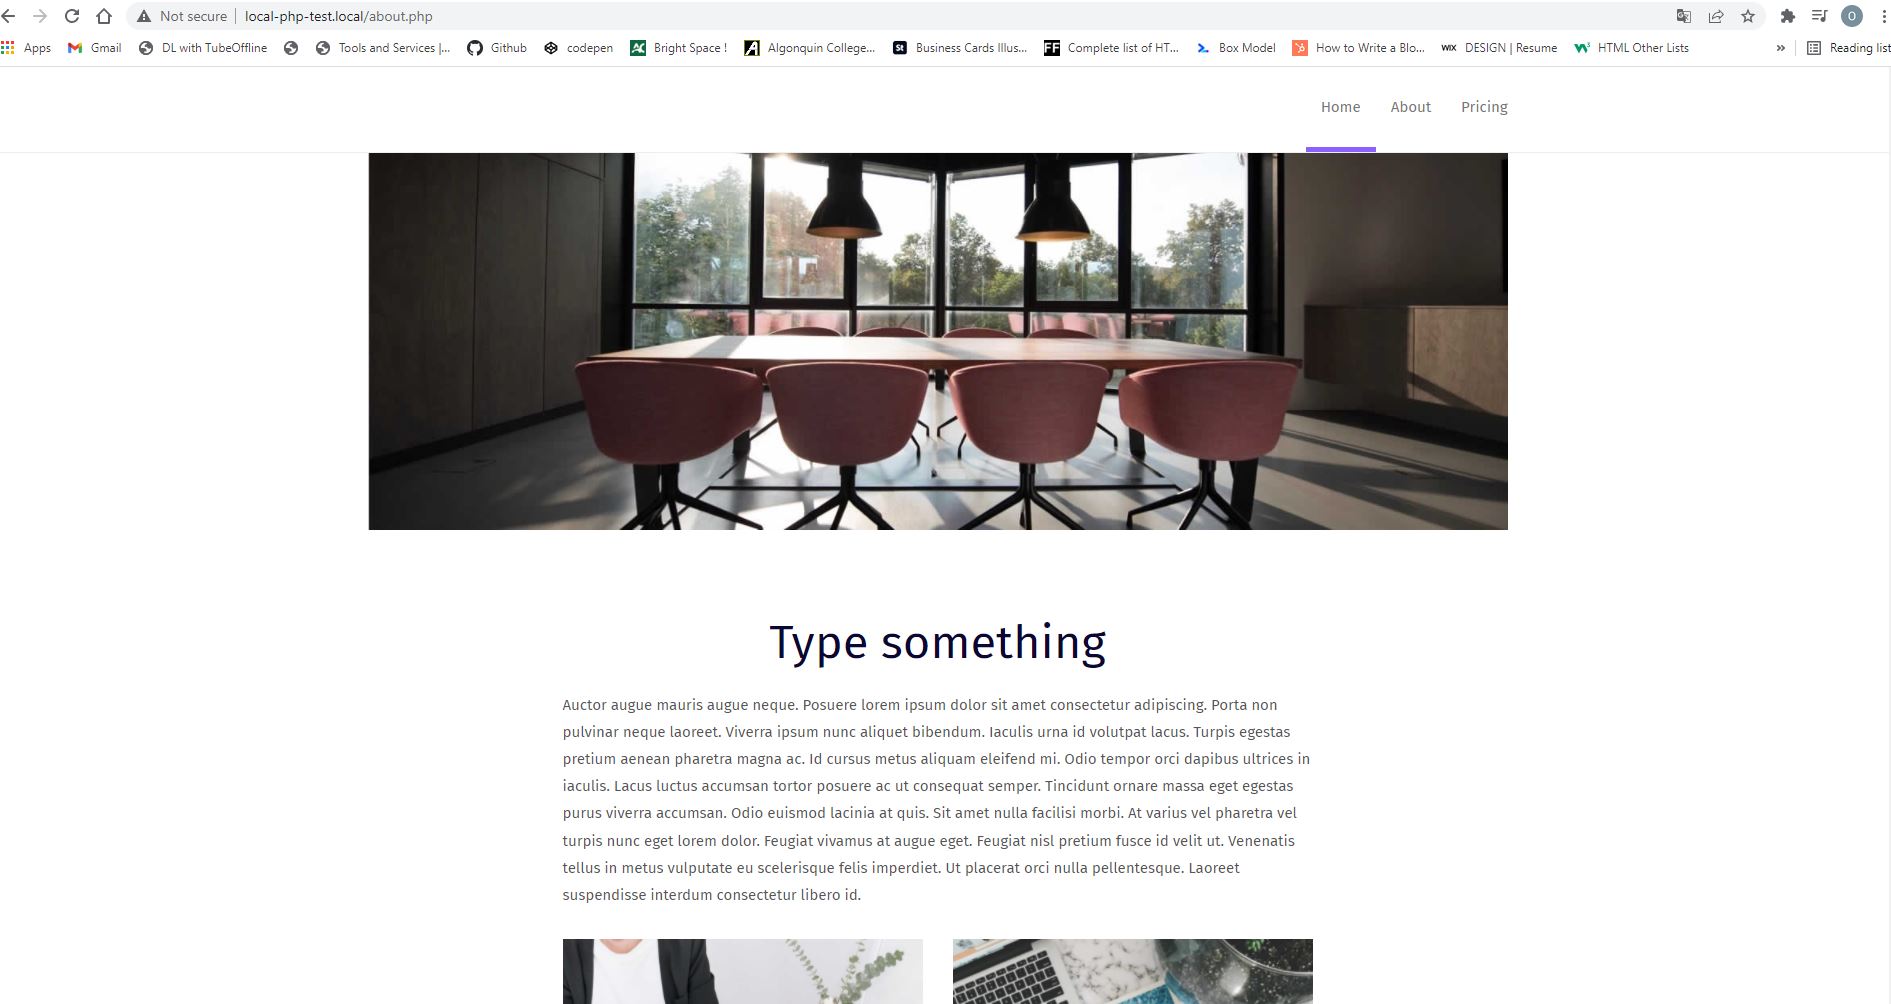 Not secure | local-php-test.local/about.php
O
Apps Gmail DL with TubeOffline Tools and Services |... Github codepen AC Bright Space ! A Algonquin College... St Business Cards Illus... FF Complete list of HT... Box Model How to Write a Blo... WIX DESIGN | Resume W3 HTML Other Lists » Reading list
Home About Pricing
Type something
Auctor augue mauris augue neque. Posuere lorem ipsum dolor sit amet consectetur adipiscing. Porta non
pulvinar neque laoreet. Viverra ipsum nunc aliquet bibendum. Iaculis urna id volutpat lacus. Turpis egestas
pretium aenean pharetra magna ac. Id cursus metus aliquam eleifend mi. Odio tempor orci dapibus ultrices in
iaculis. Lacus luctus accumsan tortor posuere ac ut consequat semper. Tincidunt ornare massa eget egestas
purus viverra accumsan. Odio euismod lacinia at quis. Sit amet nulla facilisi morbi. At varius vel pharetra vel
turpis nunc eget lorem dolor. Feugiat vivamus at augue eget. Feugiat nisl pretium fusce id velit ut. Venenatis
tellus in metus vulputate eu scelerisque felis imperdiet. Ut placerat orci nulla pellentesque. Laoreet
suspendisse interdum consectetur libero id.